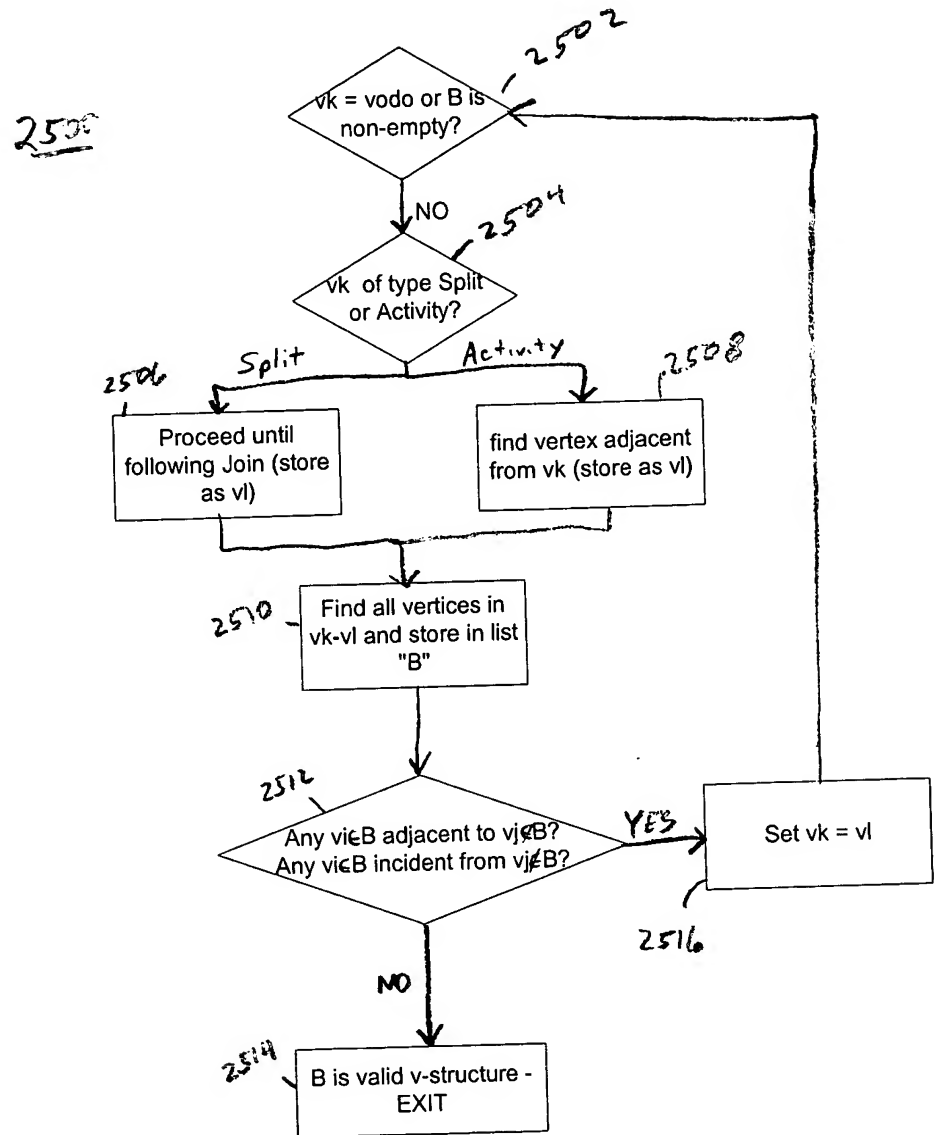 2502
vk = vodo or B is
non-empty?
2500
NO
2504
vk of type Split
or Activity?
Split
Activity
2506
2508
Proceed until
following Join (store
as vl)
find vertex adjacent
from vk (store as vl)
2510
Find all vertices in
vk-vl and store in list
"B"
2512
Any vi∈B adjacent to vj∉B?
Any vi∈B incident from vj∉B?
YES
Set vk = vl
2516
NO
2514
B is valid v-structure -
EXIT